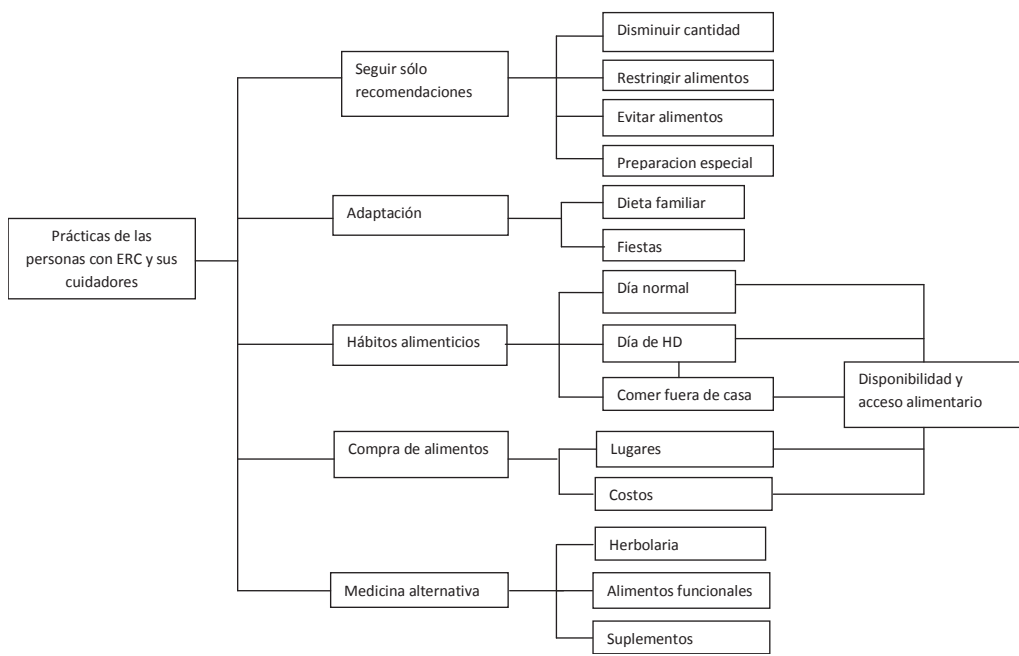 Prácticas de las
personas con ERC y sus
cuidadores
Seguir sólo
recomendaciones
Disminuir cantidad
Restringir alimentos
Evitar alimentos
Preparacion especial
Adaptación
Dieta familiar
Fiestas
Hábitos alimenticios
Día normal
Día de HD
Comer fuera de casa
Disponibilidad y
acceso alimentario
Compra de alimentos
Lugares
Costos
Medicina alternativa
Herbolaria
Alimentos funcionales
Suplementos